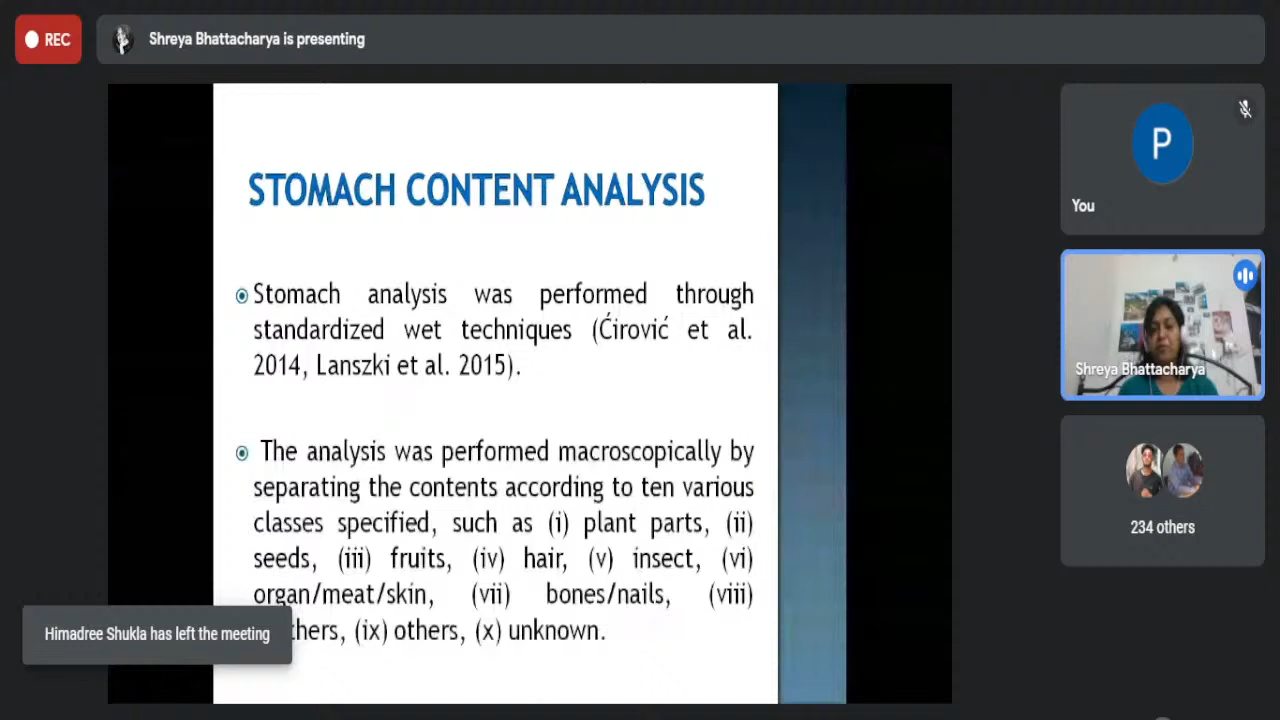 REC
Shreya Bhattacharya is presenting
STOMACH CONTENT ANALYSIS
Stomach analysis was performed through
standardized wet techniques (Ćirović et al.
2014, Lanszki et al. 2015).
The analysis was performed macroscopically by
separating the contents according to ten various
classes specified, such as (i) plant parts, (ii)
seeds, (iii) fruits, (iv) hair, (v) insect, (vi)
organ/meat/skin, (vii) bones/nails, (viii)
hers, (ix) others, (x) unknown.
Himadree Shukla has left the meeting
P
You
Shreya Bhattacharya
234 others